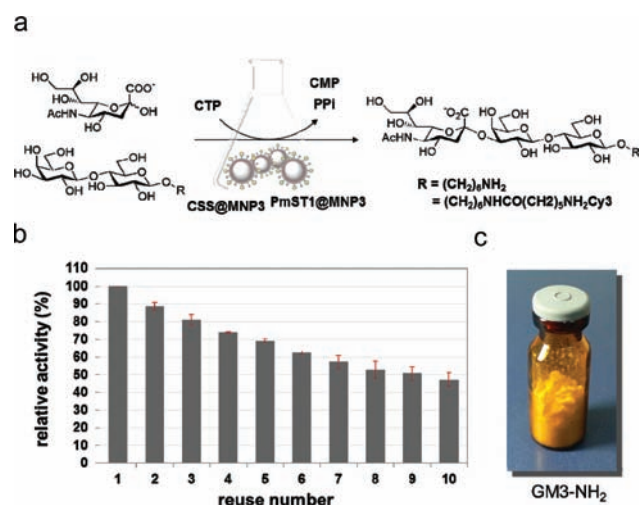 a
HO OH
HO
COO⁻
AcHN
HO
OH
CTP
CMP
PPi
HO OH
HO
⁻O₂C
HO OH
AcHN
HO
O
OH
HO
O
OH
OH
O
HO
OH
O
R
OH OH
O
HO
OH
O
HO
OH
O
OH
O
R
R = (CH₂)₆NH₂
= (CH₂)₆NHCO(CH2)₅NH₂Cy3
CSS@MNP3 PmST1@MNP3
b
relative activity (%)
110
100
90
80
70
60
50
40
30
20
10
0
1 2 3 4 5 6 7 8 9 10
reuse number
c
GM3-NH₂